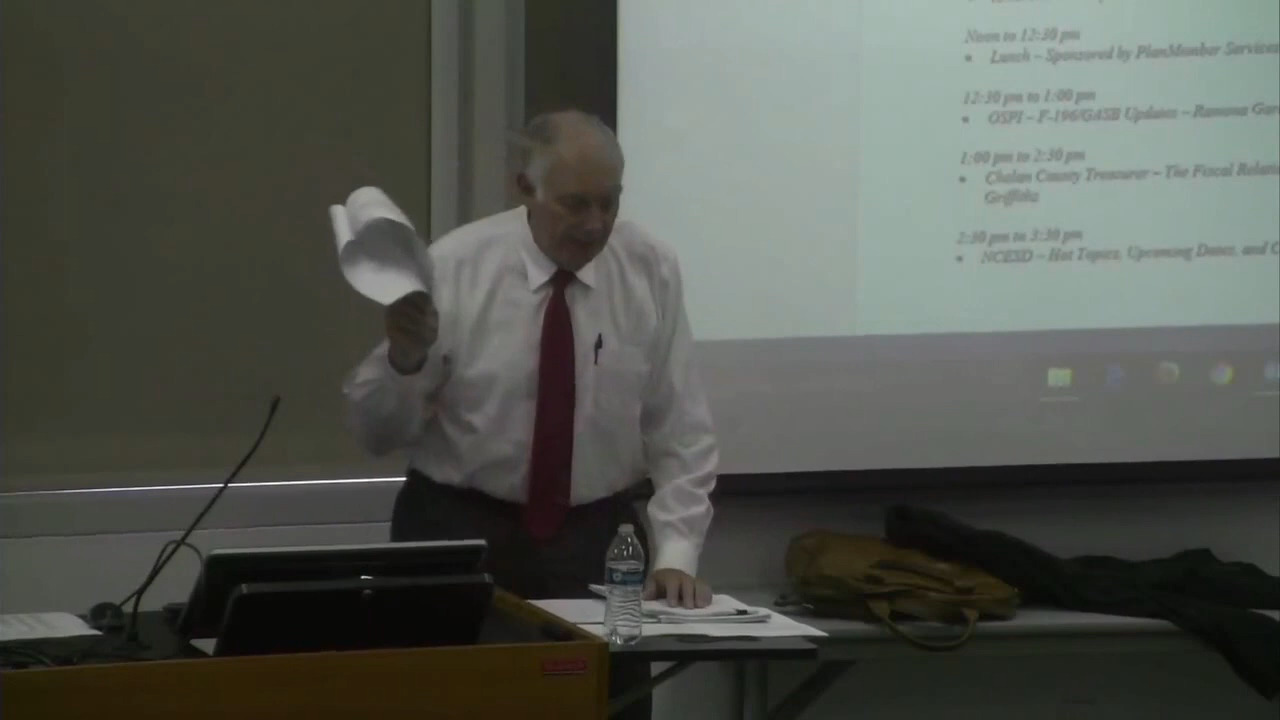 Noon to 12:30 pm
• Lunch – Sponsored by PlanMember Services
12:30 pm to 1:00 pm
• OSPI – F-196/GASB Updates – Ramona
1:00 pm to 2:30 pm
• Chelan County Treasurer – The Fiscal
Griffiths
2:30 pm to 3:30 pm
• NCESD – Hot Topics, Upcoming Dates, and